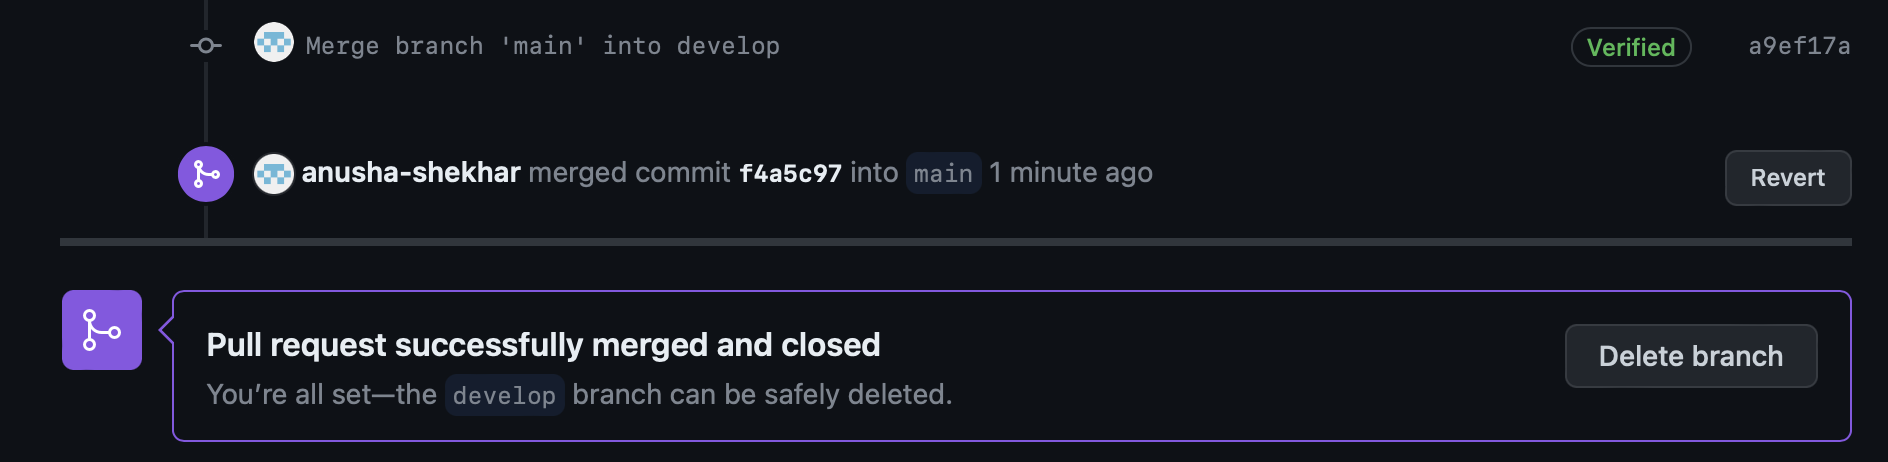 Merge branch 'main' into develop Verified a9ef17a
anusha-shekhar merged commit f4a5c97 into main 1 minute ago Revert
Pull request successfully merged and closed
You’re all set—the develop branch can be safely deleted.
Delete branch